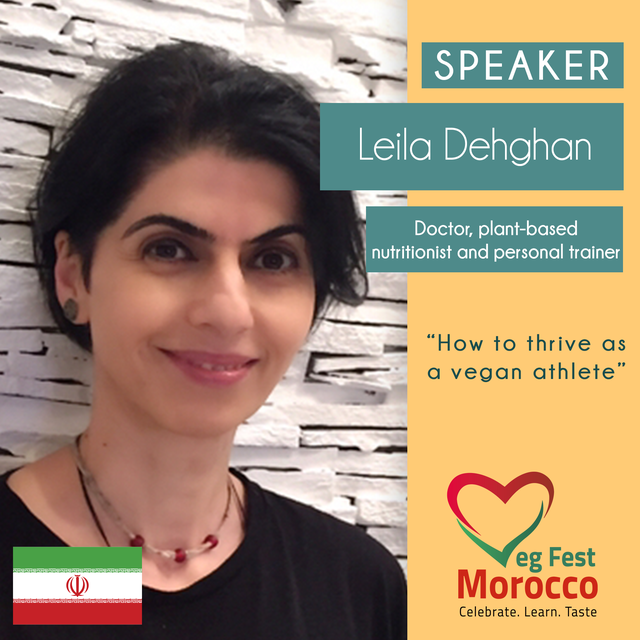 SPEAKER
Leila Dehghan
Doctor, plant-based
nutritionist and personal trainer
“How to thrive as
a vegan athlete”
Veg Fest
Morocco
Celebrate. Learn. Taste